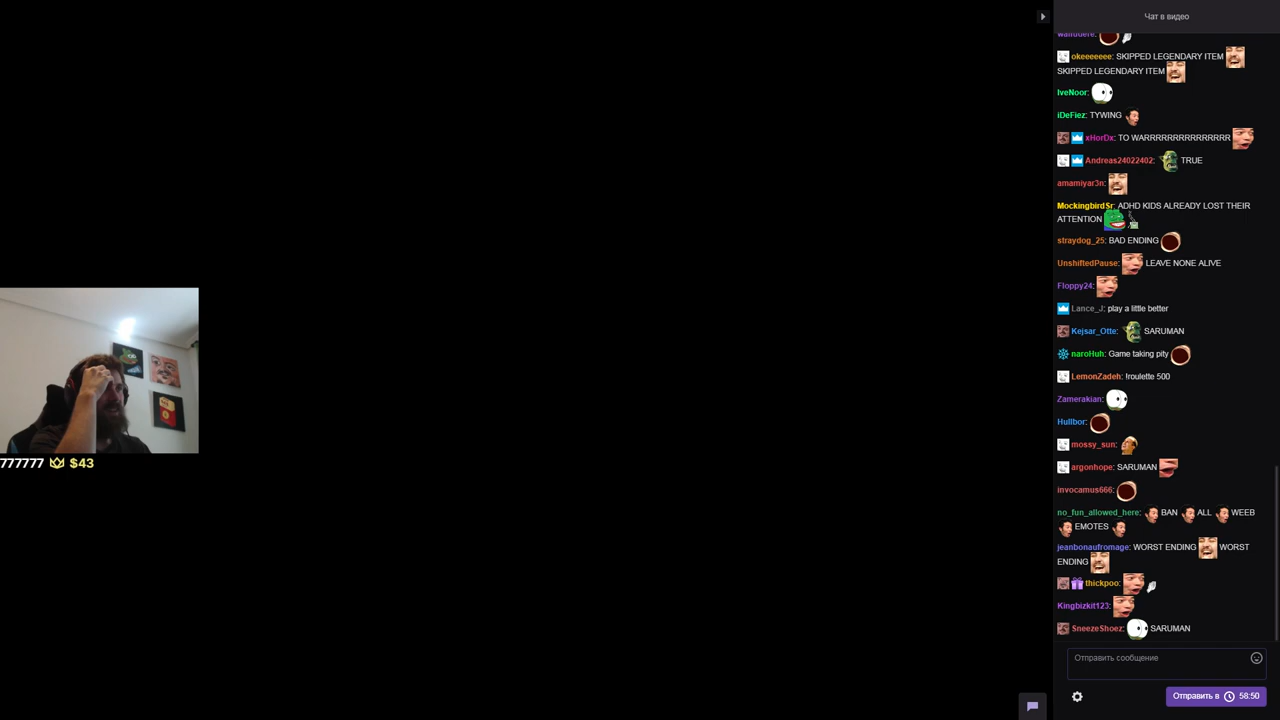 Чат в видео
wairudere:
okeeeeeee: SKIPPED LEGENDARY ITEM
SKIPPED LEGENDARY ITEM
IveNoor:
iDeFiez: TYWING
xHorDx: TO WARRRRRRRRRRRRRRR
Andreas24022402: TRUE
amamiyar3n:
MockingbirdSr: ADHD KIDS ALREADY LOST THEIR
ATTENTION
straydog_25: BAD ENDING
UnshiftedPause: LEAVE NONE ALIVE
Floppy24:
Lance_J: play a little better
Kejsar_Otte: SARUMAN
naroHuh: Game taking pity
LemonZadeh: !roulette 500
Zamerakian:
Hullbor:
mossy_sun:
argonhope: SARUMAN
invocamus666:
no_fun_allowed_here: BAN ALL WEEB
EMOTES
jeanbonaufromage: WORST ENDING WORST
ENDING
thickpoo:
Kingbizkit123:
SneezeShoez: SARUMAN
777777 $43
Отправить сообщение
Отправить в 58:50